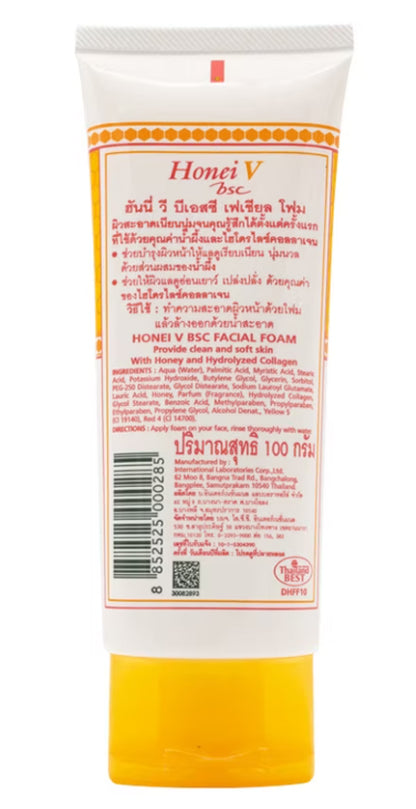 Honei V
bsc
ฮันนี่ วี บีเอสซี เฟเชียล โฟม
ผิวสะอาดเนียนนุ่มจนคุณรู้สึกได้ตั้งแต่ครั้งแรก
ที่ใช้ด้วยคุณค่าน้ำผึ้งและไฮโดรไลซ์คอลลาเจน
• ช่วยบำรุงผิวหน้าให้แลดูเรียบเนียน นุ่มนวล
ด้วยส่วนผสมของน้ำผึ้ง
• ช่วยให้ผิวแลดูอ่อนเยาว์ เปล่งปลั่ง ด้วยคุณค่า
ของไฮโดรไลซ์คอลลาเจน
วิธีใช้ : ทำความสะอาดผิวหน้าด้วยโฟม
แล้วล้างออกด้วยน้ำสะอาด
HONEI V BSC FACIAL FOAM
Provide clean and soft skin
With Honey and Hydrolyzed Collagen
INGREDIENTS : Aqua (Water), Palmitic Acid, Myristic Acid, Stearic
Acid, Potassium Hydroxide, Butylene Glycol, Glycerin, Sorbitol,
PEG-250 Distearate, Glycol Distearate, Sodium Lauroyl Glutamate,
Lauric Acid, Honey, Parfum (Fragrance), Hydrolyzed Collagen,
Glycol Stearate, Benzoic Acid, Methylparaben, Propylparaben,
Ethylparaben, Propylene Glycol, Alcohol Denat., Yellow 5
(CI 19140), Red 4 (CI 14700).
DIRECTIONS : Apply foam on your face, rinse thoroughly with water.
ปริมาณสุทธิ 100 กรัม
Manufactured by :
International Laboratories Corp.,Ltd.
62 Moo 8, Bangna Trad Rd., Bangchalong,
Bangplee, Samutprakarn 10540 Thailand.
8 852525 000285
30082893
Thailand
BEST
DHFF10